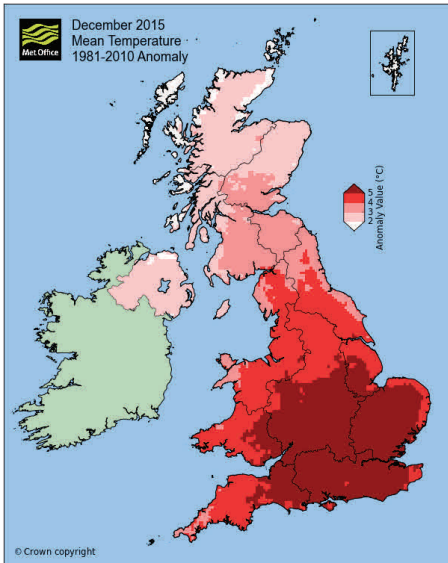 Met Office
December 2015
Mean Temperature
1981-2010 Anomaly
5
4
3
2
Anomaly Value (°C)
© Crown copyright